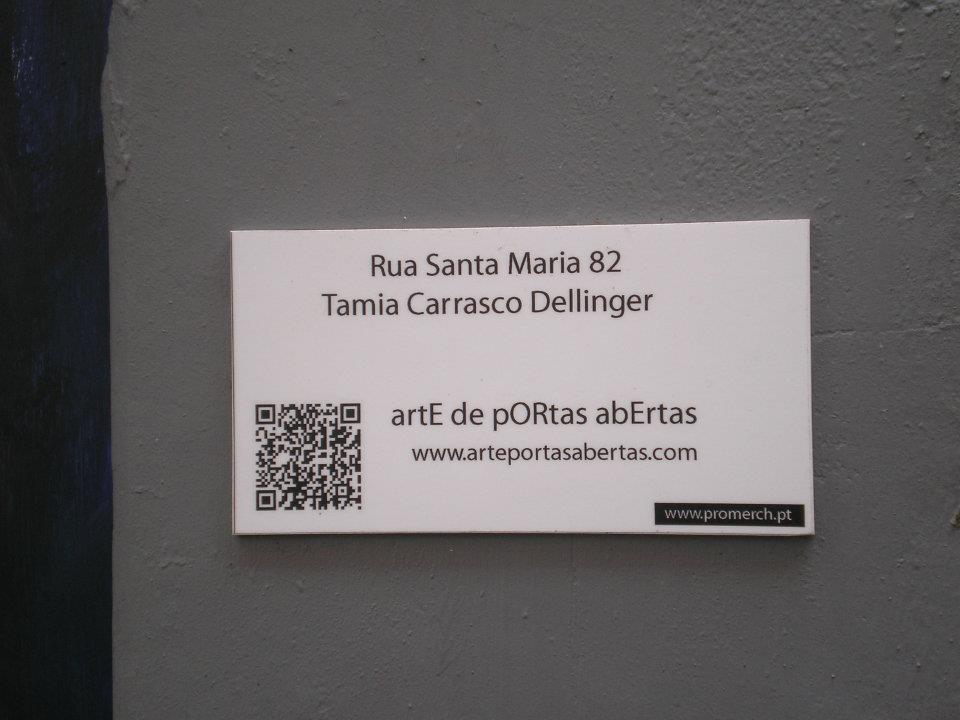 Rua Santa Maria 82
Tamia Carrasco Dellinger
artE de pORtas abErtas
www.arteportasabertas.com
www.promerch.pt